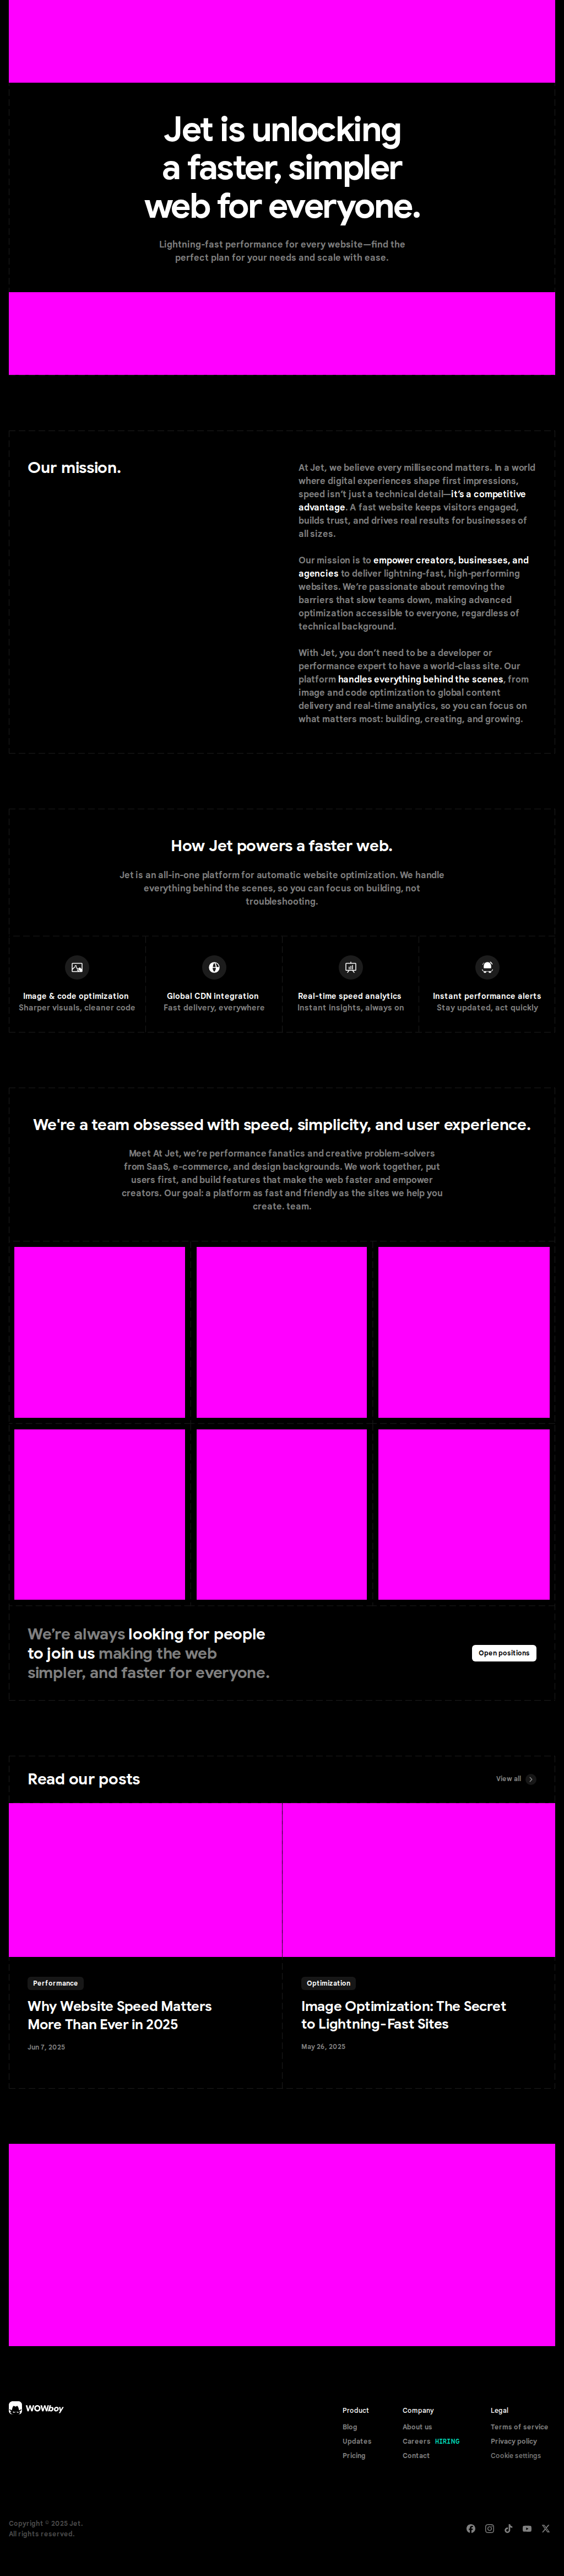 Jet is unlocking
a faster, simpler
web for everyone.
Lightning-fast performance for every website—find the
perfect plan for your needs and scale with ease.
Our mission.
At Jet, we believe every millisecond matters. In a world
where digital experiences shape first impressions,
speed isn’t just a technical detail—it’s a competitive
advantage. A fast website keeps visitors engaged,
builds trust, and drives real results for businesses of
all sizes.
Our mission is to empower creators, businesses, and
agencies to deliver lightning-fast, high-performing
websites. We’re passionate about removing the
barriers that slow teams down, making advanced
optimization accessible to everyone, regardless of
technical background.
With Jet, you don’t need to be a developer or
performance expert to have a world-class site. Our
platform handles everything behind the scenes, from
image and code optimization to global content
delivery and real-time analytics, so you can focus on
what matters most: building, creating, and growing.
How Jet powers a faster web.
Jet is an all-in-one platform for automatic website optimization. We handle
everything behind the scenes, so you can focus on building, not
troubleshooting.
Image & code optimization
Sharper visuals, cleaner code
Global CDN integration
Fast delivery, everywhere
Real-time speed analytics
Instant insights, always on
Instant performance alerts
Stay updated, act quickly
We're a team obsessed with speed, simplicity, and user experience.
Meet At Jet, we’re performance fanatics and creative problem-solvers
from SaaS, e-commerce, and design backgrounds. We work together, put
users first, and build features that make the web faster and empower
creators. Our goal: a platform as fast and friendly as the sites we help you
create. team.
We’re always looking for people
to join us making the web
simpler, and faster for everyone.
Open positions
Read our posts
View all
Performance
Why Website Speed Matters
More Than Ever in 2025
Jun 7, 2025
Optimization
Image Optimization: The Secret
to Lightning-Fast Sites
May 26, 2025
WOWboy
Product
Blog
Updates
Pricing
Company
About us
Careers HIRING
Contact
Legal
Terms of service
Privacy policy
Cookie settings
Copyright © 2025 Jet.
All rights reserved.